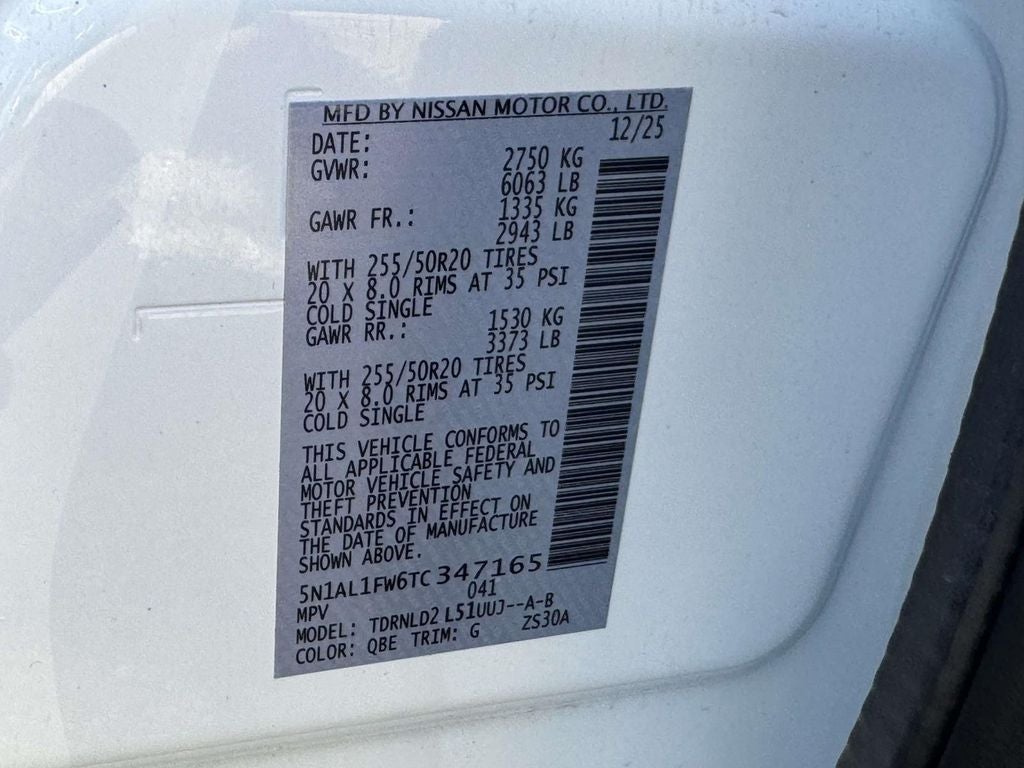 MFD BY NISSAN MOTOR CO., LTD.
DATE: 12/25
GVWR: 2750 KG
6063 LB
GAWR FR.: 1335 KG
2943 LB
WITH 255/50R20 TIRES
20 X 8.0 RIMS AT 35 PSI
COLD SINGLE
GAWR RR.: 1530 KG
3373 LB
WITH 255/50R20 TIRES
20 X 8.0 RIMS AT 35 PSI
COLD SINGLE
THIS VEHICLE CONFORMS TO
ALL APPLICABLE FEDERAL
MOTOR VEHICLE SAFETY AND
THEFT PREVENTION
STANDARDS IN EFFECT ON
THE DATE OF MANUFACTURE
SHOWN ABOVE.
5N1AL1FW6TC347165
MPV 041
MODEL: TDRNLD2 L51UUJ--A-B
COLOR: QBE TRIM: G ZS30A